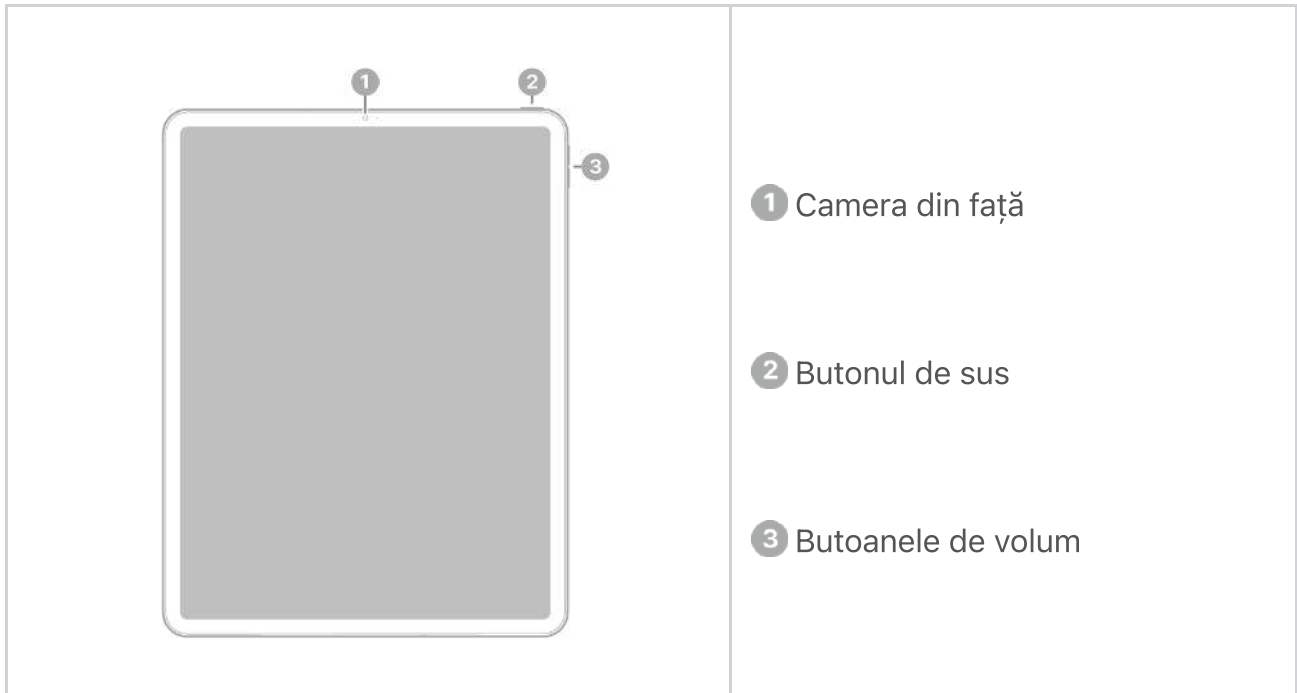 1
2
3
1 Camera din față
2 Butonul de sus
3 Butoanele de volum